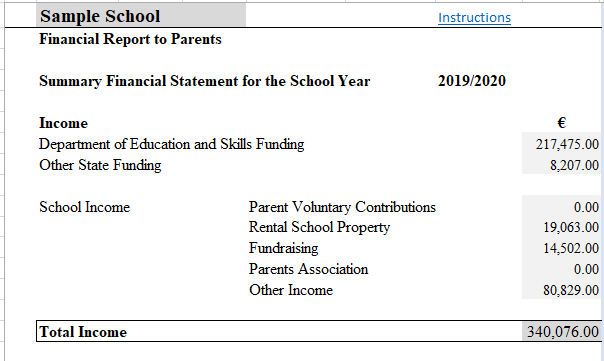 Sample School Instructions
Financial Report to Parents
Summary Financial Statement for the School Year 2019/2020
Income €
Department of Education and Skills Funding 217,475.00
Other State Funding 8,207.00
School Income Parent Voluntary Contributions 0.00
Rental School Property 19,063.00
Fundraising 14,502.00
Parents Association 0.00
Other Income 80,829.00
Total Income 340,076.00